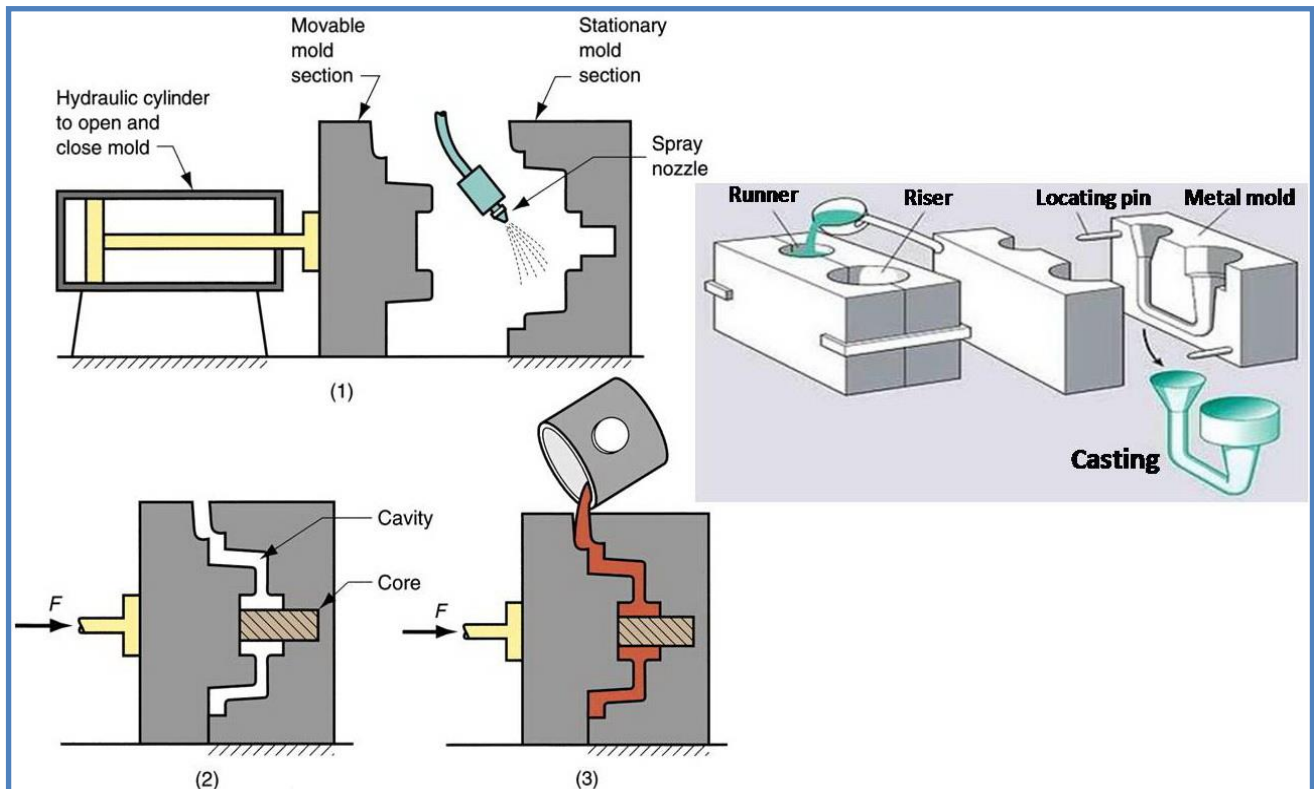 Movable
mold
section
Stationary
mold
section
Hydraulic cylinder
to open and
close mold
Spray
nozzle
(1)
Runner
Riser
Locating pin
Metal mold
Casting
Cavity
Core
F
(2)
F
(3)